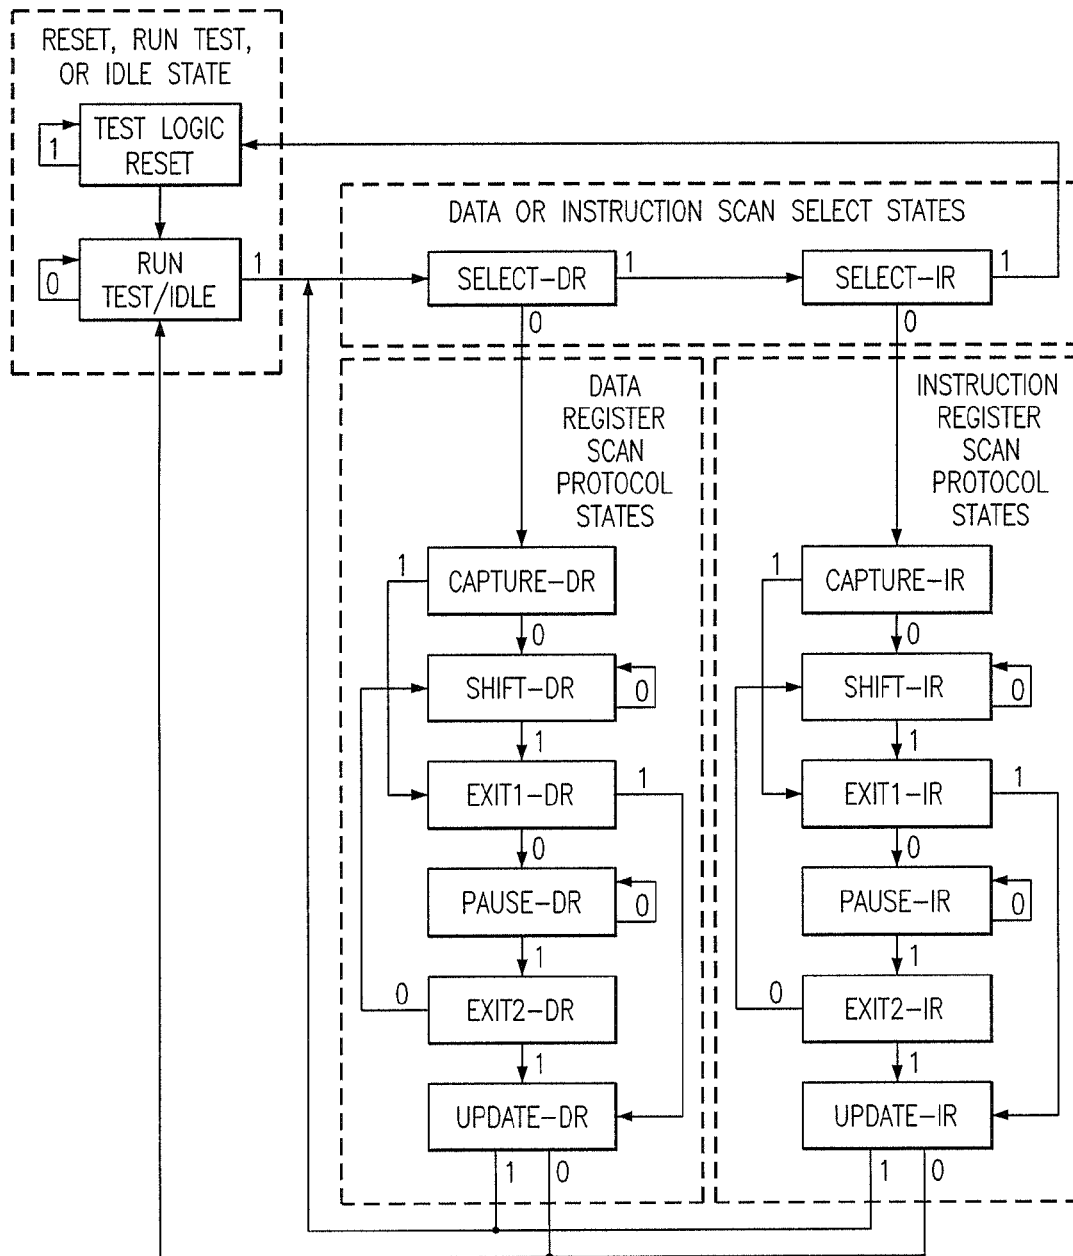 RESET, RUN TEST,
OR IDLE STATE
TEST LOGIC
RESET
1
RUN
TEST/IDLE
0
1
DATA OR INSTRUCTION SCAN SELECT STATES
SELECT-DR
1
0
SELECT-IR
1
0
DATA
REGISTER
SCAN
PROTOCOL
STATES
1
CAPTURE-DR
0
SHIFT-DR
0
1
EXIT1-DR
1
0
PAUSE-DR
0
1
0
EXIT2-DR
1
UPDATE-DR
1
0
INSTRUCTION
REGISTER
SCAN
PROTOCOL
STATES
1
CAPTURE-IR
0
SHIFT-IR
0
1
EXIT1-IR
1
0
PAUSE-IR
0
1
0
EXIT2-IR
1
UPDATE-IR
1
0